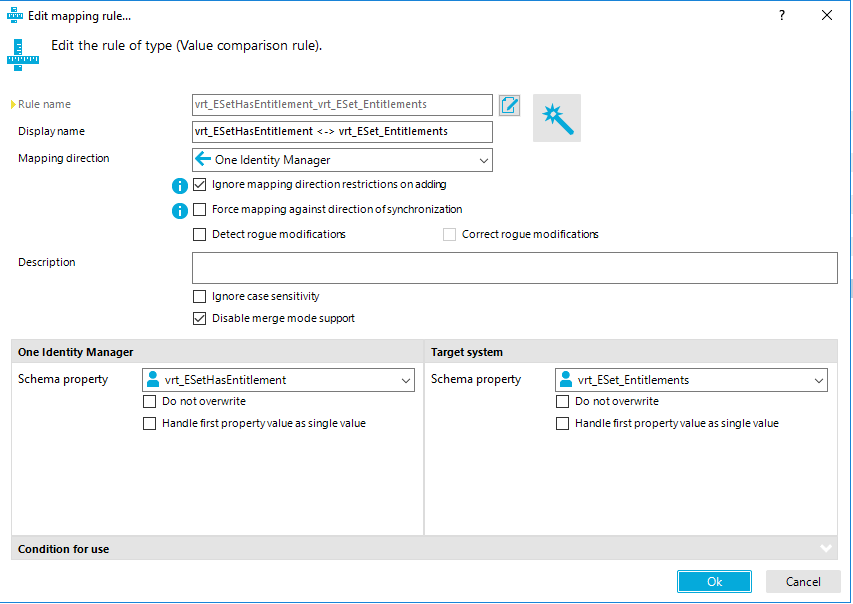 Edit mapping rule...
?
Edit the rule of type (Value comparison rule).
Rule name
vrt_ESetHasEntitlement_vrt_ESet_Entitlements
Display name
vrt_ESetHasEntitlement <-> vrt_ESet_Entitlements
Mapping direction
One Identity Manager
i
Ignore mapping direction restrictions on adding
i
Force mapping against direction of synchronization
Detect rogue modifications
Correct rogue modifications
Description
Ignore case sensitivity
Disable merge mode support
One Identity Manager
Target system
Schema property
vrt_ESetHasEntitlement
Schema property
vrt_ESet_Entitlements
Do not overwrite
Do not overwrite
Handle first property value as single value
Handle first property value as single value
Condition for use
Ok
Cancel